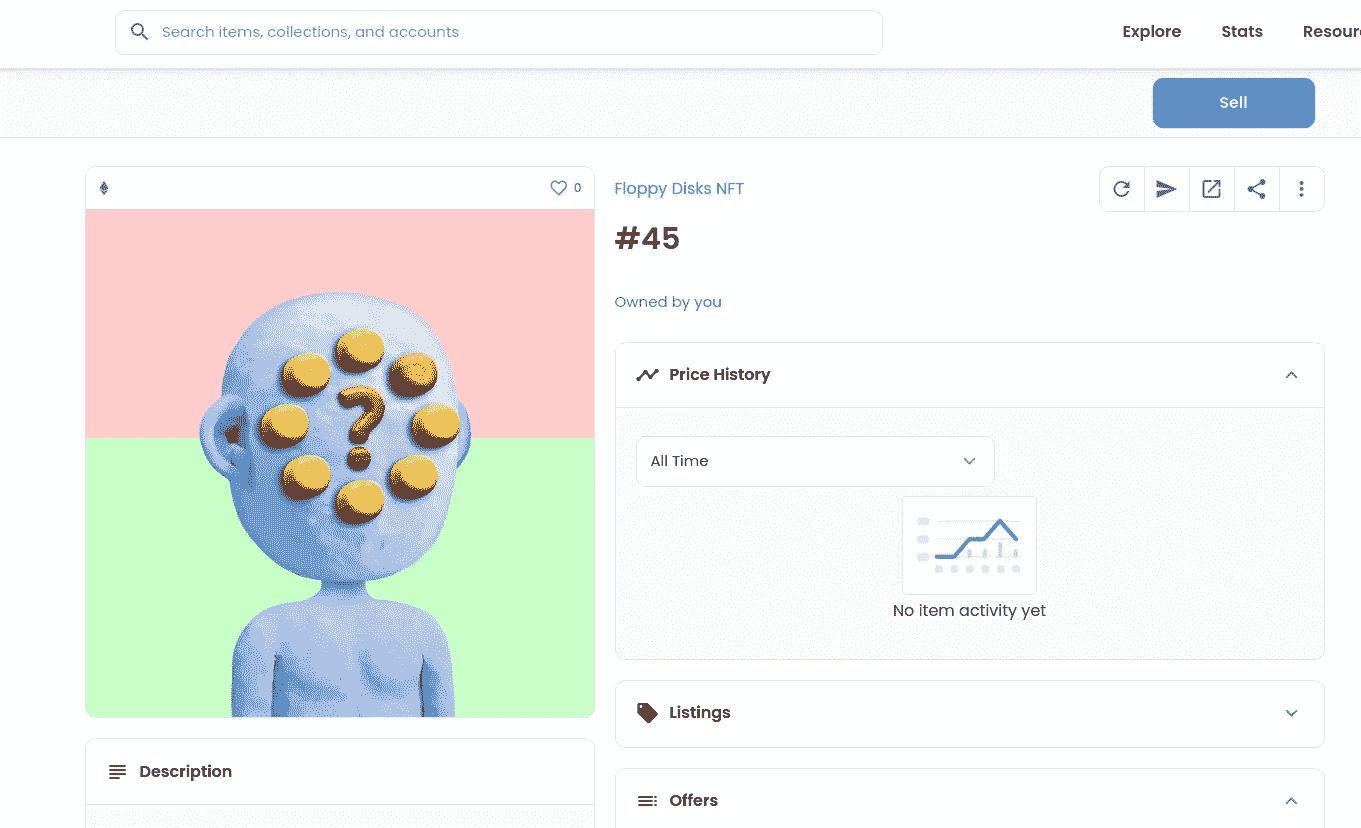 Search items, collections, and accounts
Explore
Stats
Resour
Sell
0
Floppy Disks NFT
#45
Owned by you
?
Price History
All Time
No item activity yet
Listings
Description
Offers